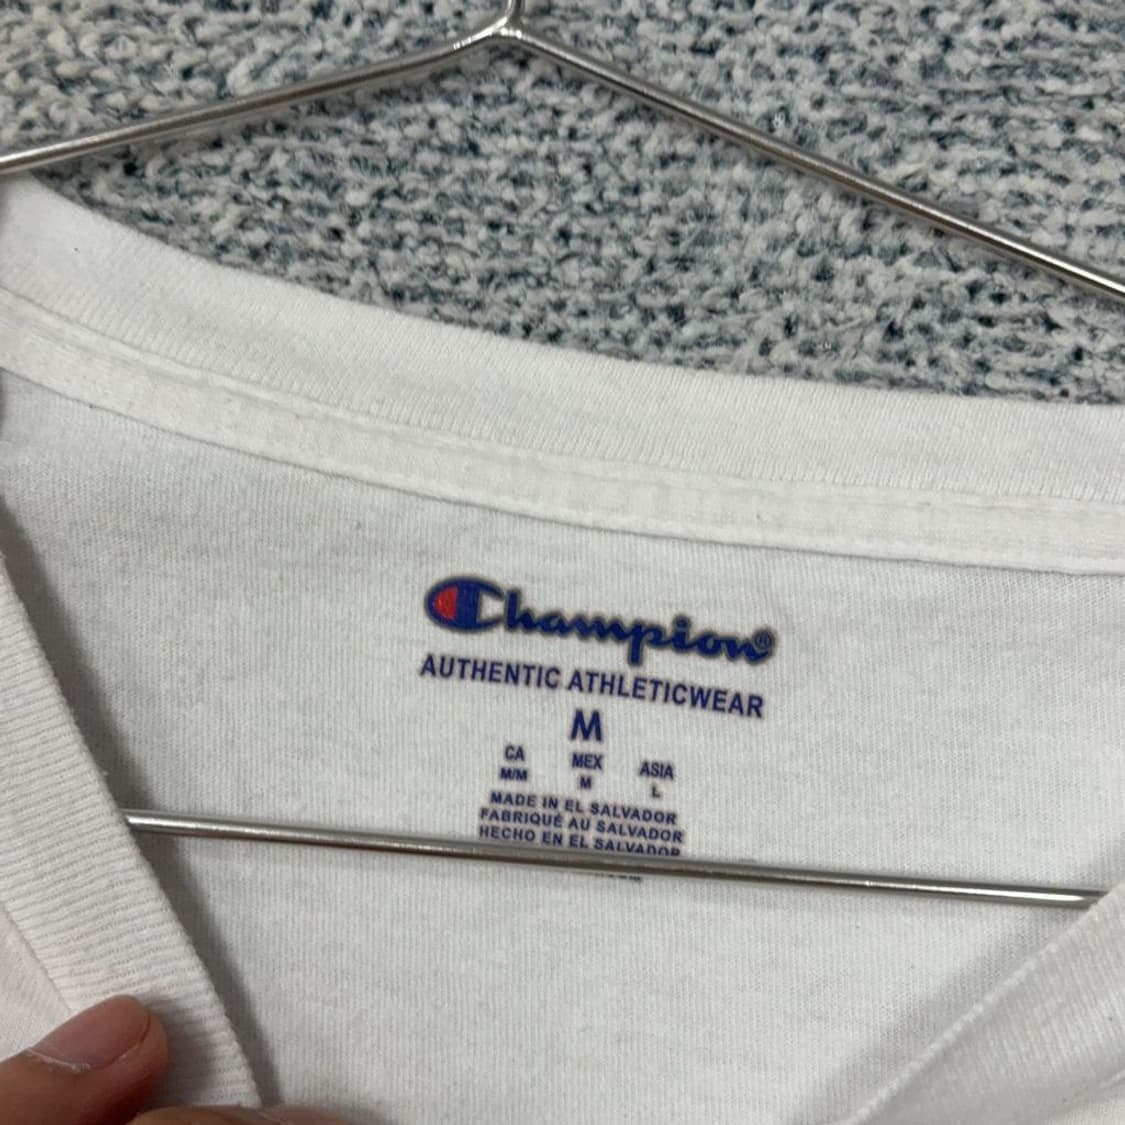 Champion®
AUTHENTIC ATHLETICWEAR
M
CA MEX ASIA
M/M M L
MADE IN EL SALVADOR
FABRIQUÉ AU SALVADOR
HECHO EN EL SALVADOR